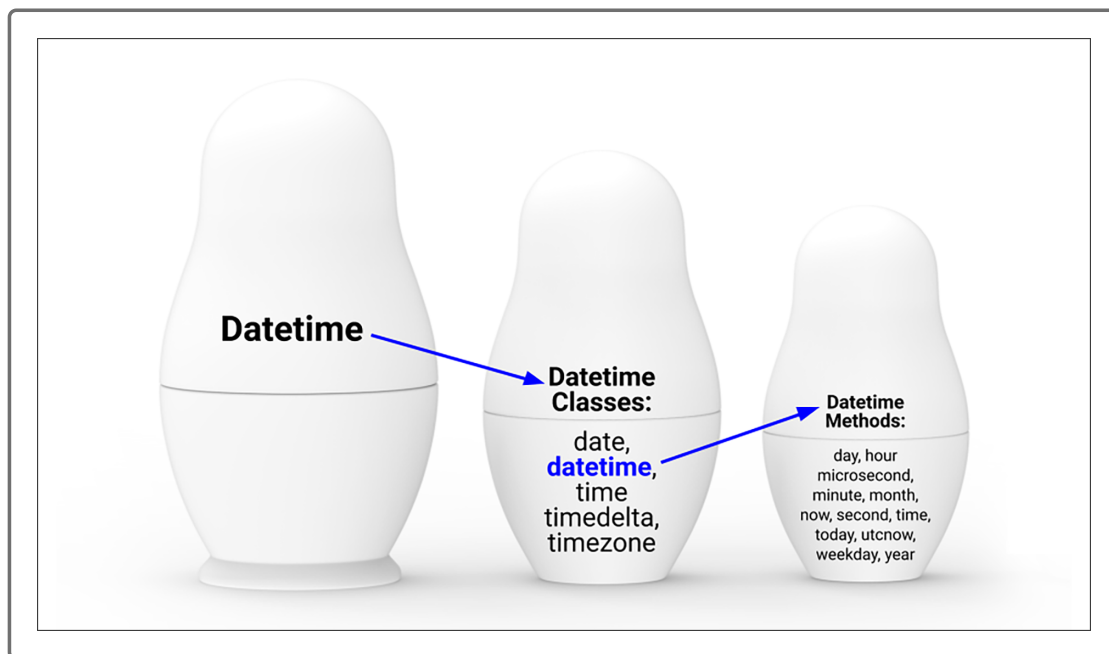 Datetime
Datetime
Classes:
date,
datetime,
time
timedelta,
timezone
Datetime
Methods:
day, hour
microsecond,
minute, month,
now, second, time,
today, utcnow,
weekday, year